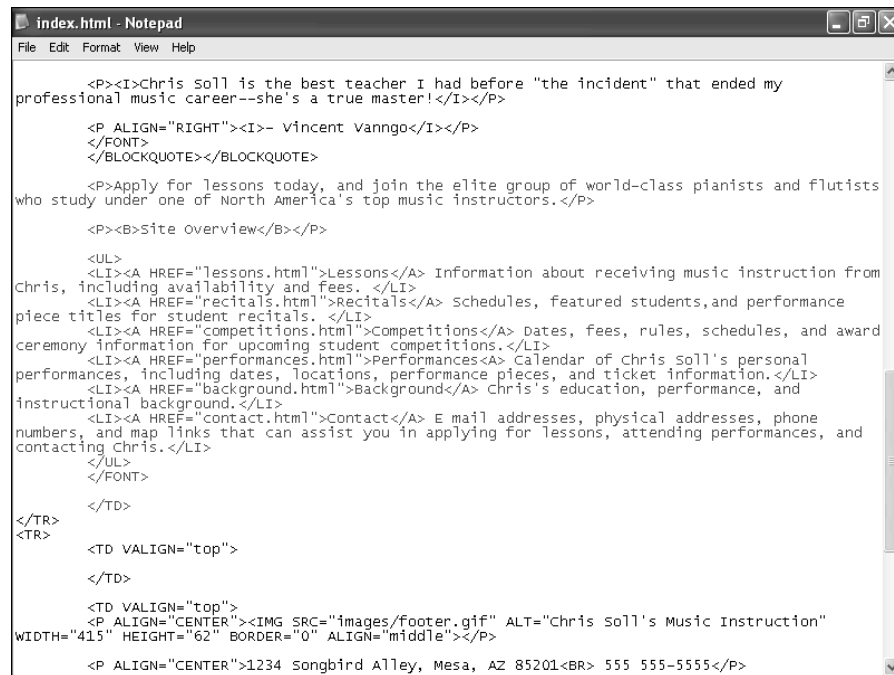 index.html - Notepad
File Edit Format View Help
<P><I>Chris Soll is the best teacher I had before "the incident" that ended my
professional music career--she's a true master!</I></P>
<P ALIGN="RIGHT"><I>- Vincent Vanngo</I></P>
</FONT>
</BLOCKQUOTE></BLOCKQUOTE>
<P>Apply for lessons today, and join the elite group of world-class pianists and flutists
who study under one of North America's top music instructors.</P>
<P><B>Site Overview</B></P>
<UL>
<LI><A HREF="lessons.html">Lessons</A> Information about receiving music instruction from
Chris, including availability and fees. </LI>
<LI><A HREF="recitals.html">Recitals</A> Schedules, featured students,and performance
piece titles for student recitals. </LI>
<LI><A HREF="competitions.html">Competitions</A> Dates, fees, rules, schedules, and award
ceremony information for upcoming student competitions.</LI>
<LI><A HREF="performances.html">Performances<A> Calendar of Chris Soll's personal
performances, including dates, locations, performance pieces, and ticket information.</LI>
<LI><A HREF="background.html">Background</A> Chris's education, performance, and
instructional background.</LI>
<LI><A HREF="contact.html">Contact</A> E mail addresses, physical addresses, phone
numbers, and map links that can assist you in applying for lessons, attending performances, and
contacting Chris.</LI>
</UL>
</FONT>
</TD>
</TR>
<TR>
<TD VALIGN="top">
</TD>
<TD VALIGN="top">
<P ALIGN="CENTER"><IMG SRC="images/footer.gif" ALT="Chris Soll's Music Instruction"
WIDTH="415" HEIGHT="62" BORDER="0" ALIGN="middle"></P>
<P ALIGN="CENTER">1234 Songbird Alley, Mesa, AZ 85201<BR> 555 555-5555</P>